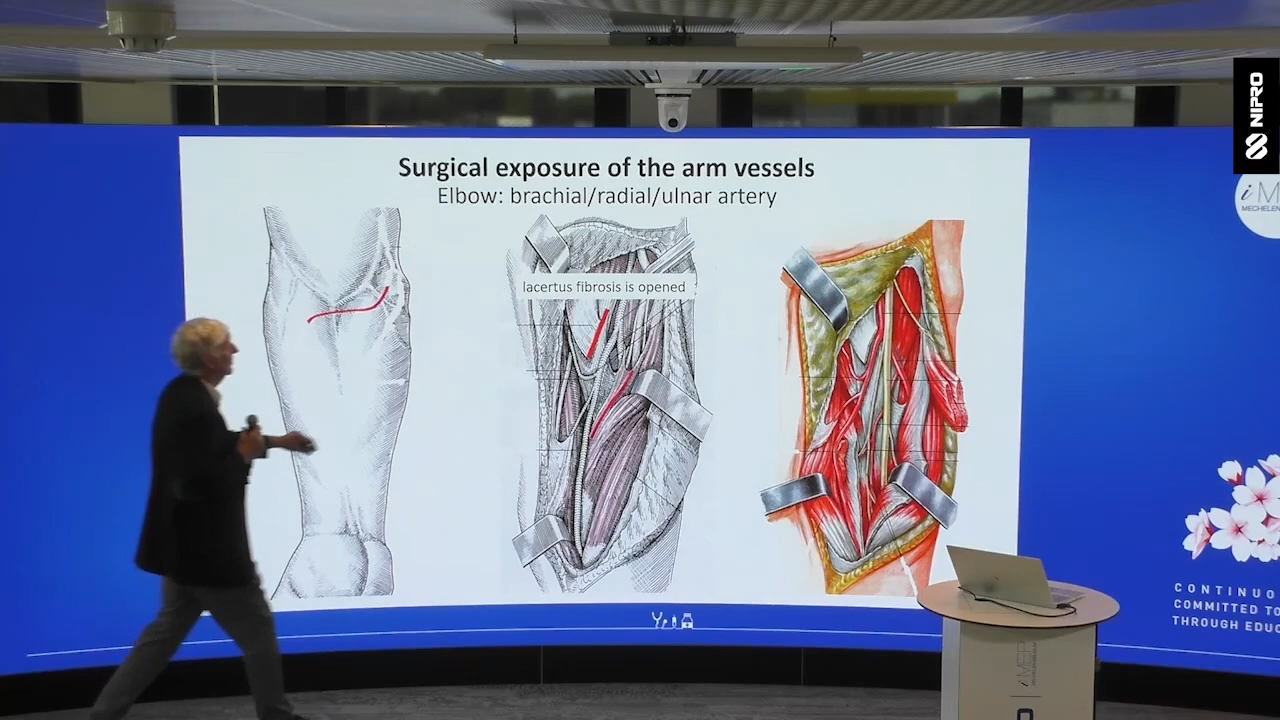 Surgical exposure of the arm vessels
Elbow: brachial/radial/ulnar artery
lacertus fibrosis is opened
NIPRO
MECHELEN
CONTINUO
COMMITTED TO
THROUGH EDUC